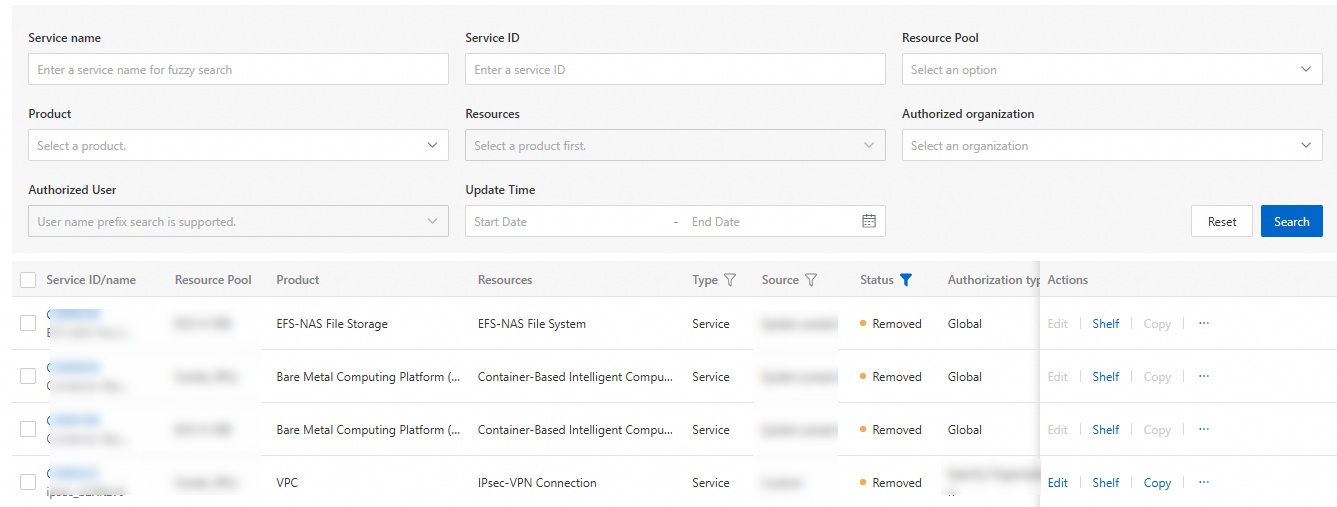 Service name
Service ID
Resource Pool
Enter a service name for fuzzy search
Enter a service ID
Select an option
Product
Resources
Authorized organization
Select a product.
Select a product first.
Select an organization
Authorized User
Update Time
User name prefix search is supported.
Start Date - End Date
Reset
Search
Service ID/name Resource Pool Product Resources Type Source Status Authorization typ Actions
EFS-NAS File Storage EFS-NAS File System Service Removed Global Edit Shelf Copy ...
Bare Metal Computing Platform (... Container-Based Intelligent Compu... Service Removed Global Edit Shelf Copy ...
Bare Metal Computing Platform (... Container-Based Intelligent Compu... Service Removed Global Edit Shelf Copy ...
VPC IPsec-VPN Connection Service Removed Edit Shelf Copy ...